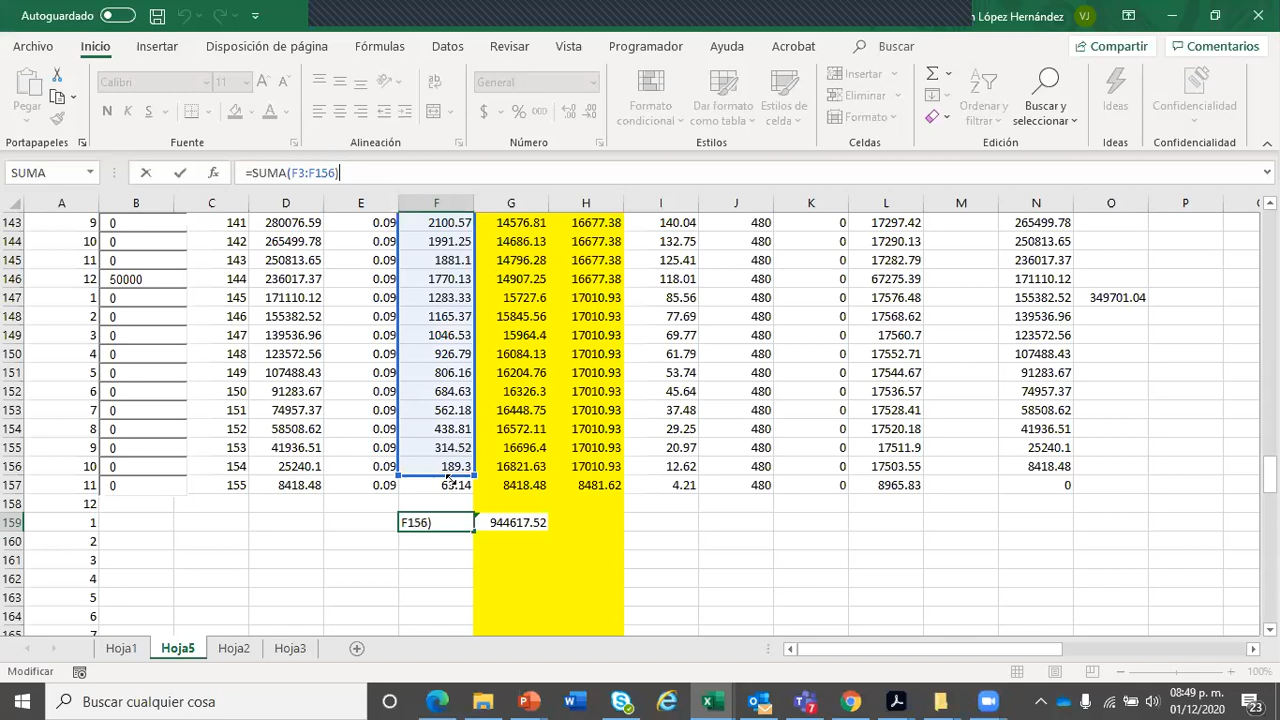 Autoguardado
n López Hernández VJ
Archivo Inicio Insertar Disposición de página Fórmulas Datos Revisar Vista Programador Ayuda Acrobat Buscar Compartir Comentarios
Calibri 11 General Insertar
Pegar Formato condicional Dar formato como tabla Estilos de celda Eliminar Ordenar y filtrar Buscar y seleccionar Ideas Confidencialidad
N K S $ % 000 Formato
Portapapeles Fuente Alineación Número Estilos Celdas Edición Ideas Confidencialidad
SUMA =SUMA(F3:F156)
A B C D E F G H I J K L M N O P
143 9 0 141 280076.59 0.09 2100.57 14576.81 16677.38 140.04 480 0 17297.42 265499.78
144 10 0 142 265499.78 0.09 1991.25 14686.13 16677.38 132.75 480 0 17290.13 250813.65
145 11 0 143 250813.65 0.09 1881.1 14796.28 16677.38 125.41 480 0 17282.79 236017.37
146 12 50000 144 236017.37 0.09 1770.13 14907.25 16677.38 118.01 480 0 67275.39 171110.12
147 1 0 145 171110.12 0.09 1283.33 15727.6 17010.93 85.56 480 0 17576.48 155382.52 349701.04
148 2 0 146 155382.52 0.09 1165.37 15845.56 17010.93 77.69 480 0 17568.62 139536.96
149 3 0 147 139536.96 0.09 1046.53 15964.4 17010.93 69.77 480 0 17560.7 123572.56
150 4 0 148 123572.56 0.09 926.79 16084.13 17010.93 61.79 480 0 17552.71 107488.43
151 5 0 149 107488.43 0.09 806.16 16204.76 17010.93 53.74 480 0 17544.67 91283.67
152 6 0 150 91283.67 0.09 684.63 16326.3 17010.93 45.64 480 0 17536.57 74957.37
153 7 0 151 74957.37 0.09 562.18 16448.75 17010.93 37.48 480 0 17528.41 58508.62
154 8 0 152 58508.62 0.09 438.81 16572.11 17010.93 29.25 480 0 17520.18 41936.51
155 9 0 153 41936.51 0.09 314.52 16696.4 17010.93 20.97 480 0 17511.9 25240.1
156 10 0 154 25240.1 0.09 189.3 16821.63 17010.93 12.62 480 0 17503.55 8418.48
157 11 0 155 8418.48 0.09 63.14 8418.48 8481.62 4.21 480 0 8965.83 0
158 12
159 1 F156) 944617.52
160 2
161 3
162 4
163 5
164 6
165 7
Hoja1 Hoja5 Hoja2 Hoja3
Modificar 100%
Buscar cualquier cosa
08:49 p. m.
01/12/2020 23